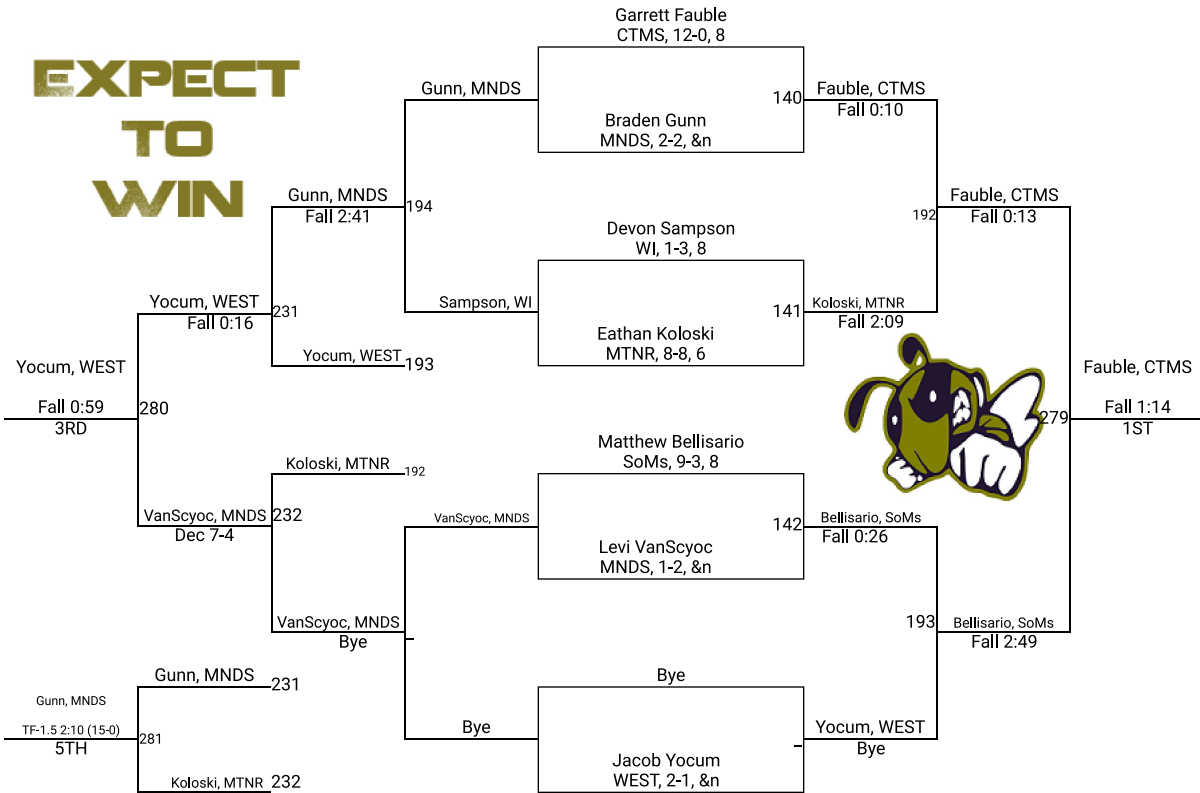 EXPECT
TO
WIN
Garrett Fauble
CTMS, 12-0, 8
Gunn, MNDS
140
Fauble, CTMS
Fall 0:10
Braden Gunn
MNDS, 2-2, &n
Gunn, MNDS
Fall 2:41
194
192
Fauble, CTMS
Fall 0:13
Devon Sampson
WI, 1-3, 8
Yocum, WEST
Fall 0:16
231
Sampson, WI
141
Koloski, MTNR
Fall 2:09
Eathan Koloski
MTNR, 8-8, 6
Yocum, WEST
193
Yocum, WEST
Fall 0:59
3RD
280
Fauble, CTMS
279
Fall 1:14
1ST
Matthew Bellisario
SoMs, 9-3, 8
Koloski, MTNR
192
VanScyoc, MNDS
Dec 7-4
232
VanScyoc, MNDS
142
Bellisario, SoMs
Fall 0:26
Levi VanScyoc
MNDS, 1-2, &n
VanScyoc, MNDS
Bye
193
Bellisario, SoMs
Fall 2:49
Gunn, MNDS
231
Bye
Gunn, MNDS
TF-1.5 2:10 (15-0)
5TH
281
Bye
Yocum, WEST
Bye
Jacob Yocum
WEST, 2-1, &n
Koloski, MTNR
232